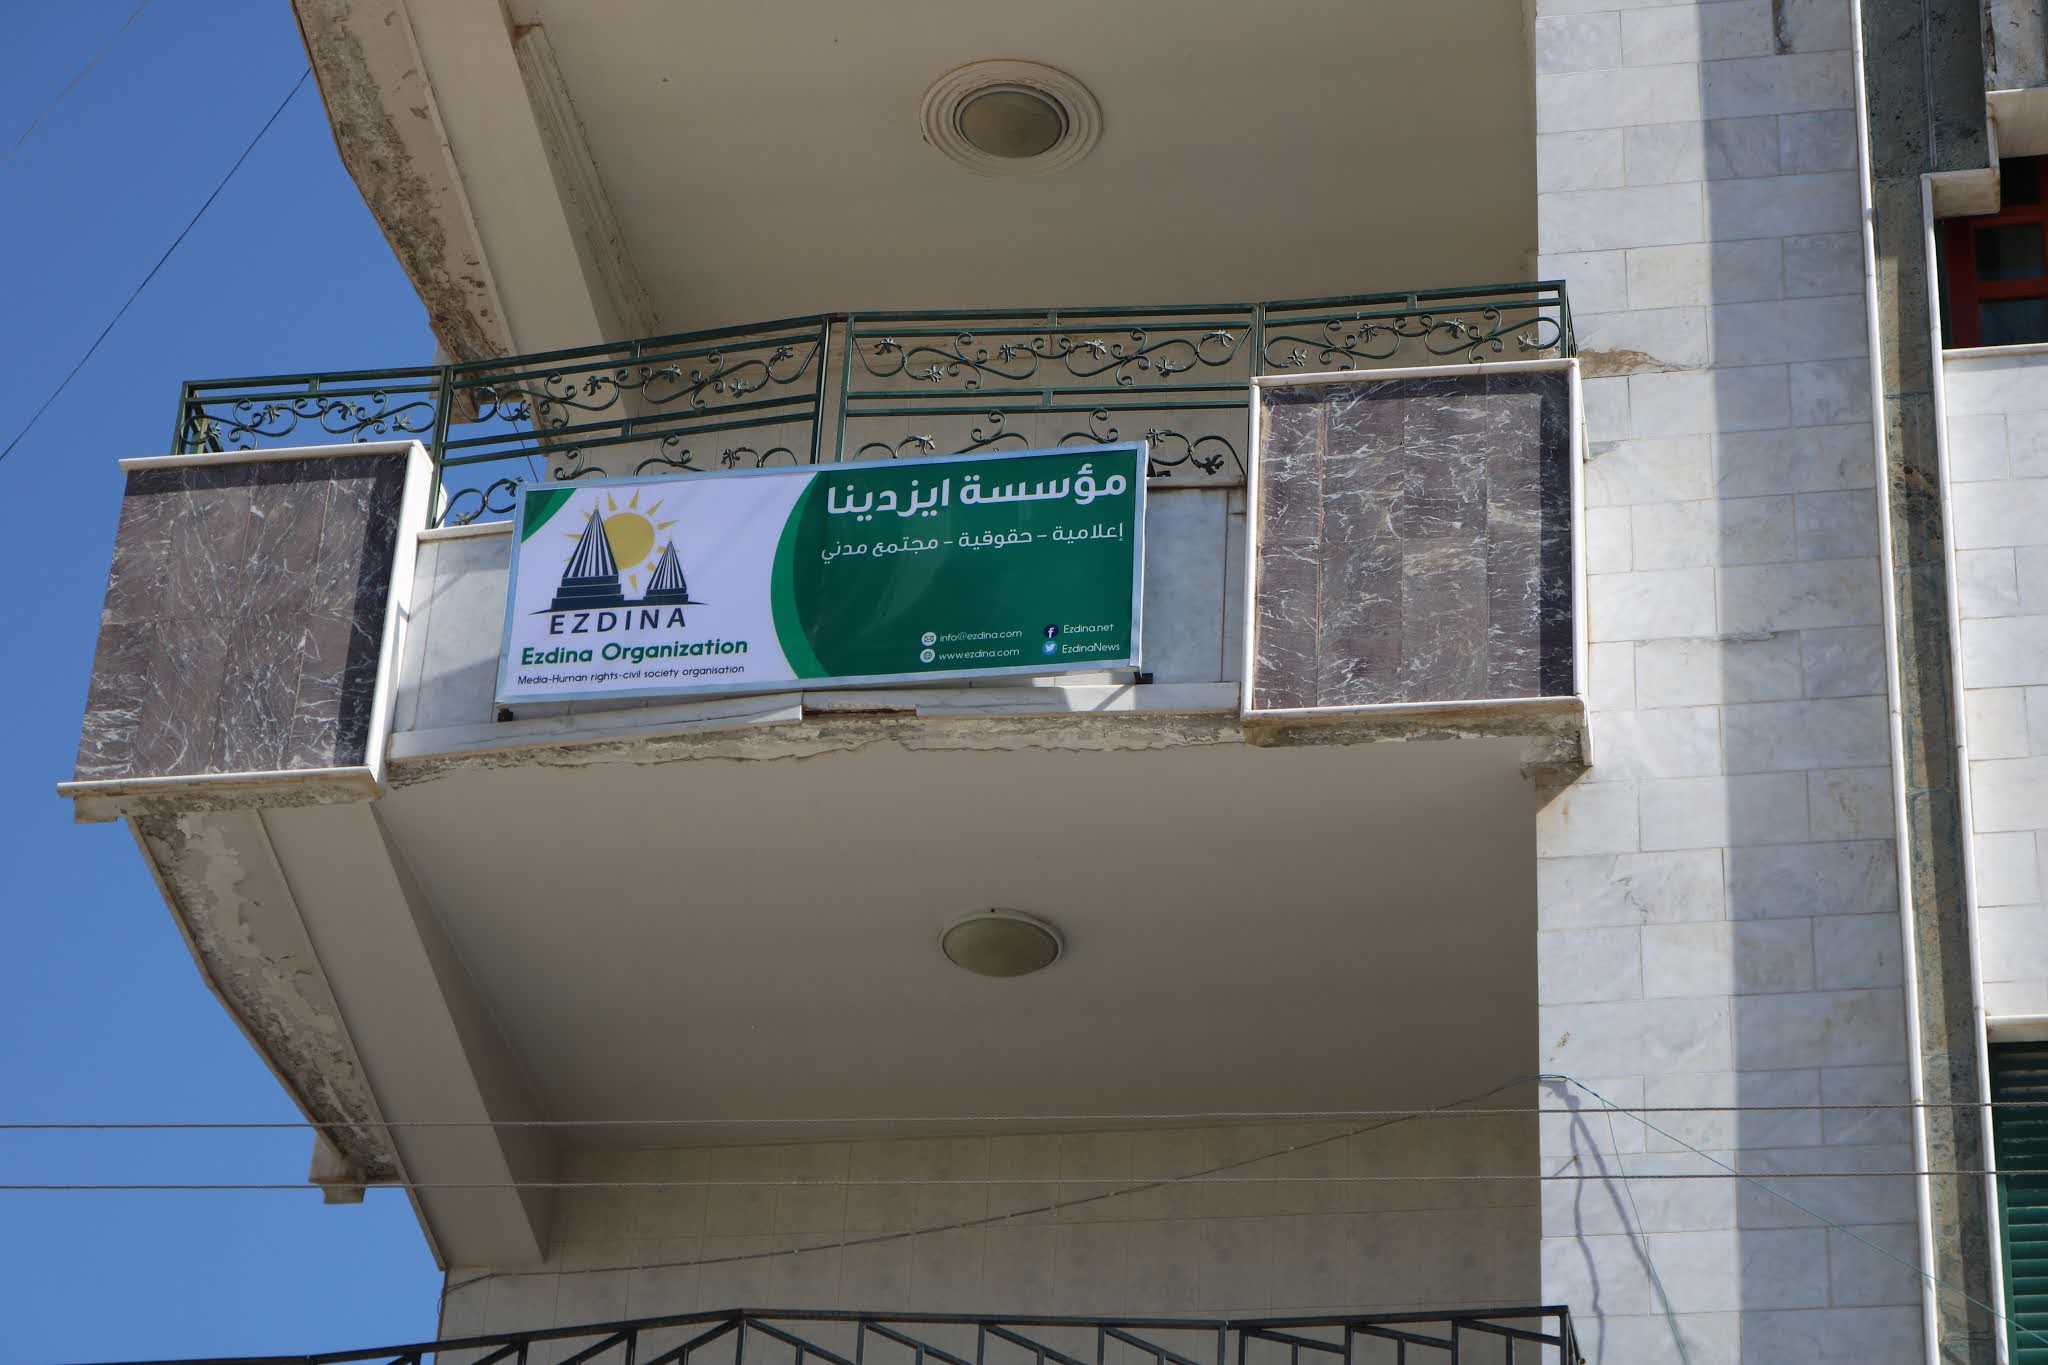 مؤسسة ايزدينا
إعلامية - حقوقية - مجتمع مدني
EZDINA
Ezdina Organization
Media-Human rights-civil society organisation
info@ezdina.com
www.ezdina.com
Ezdina.net
EzdinaNews